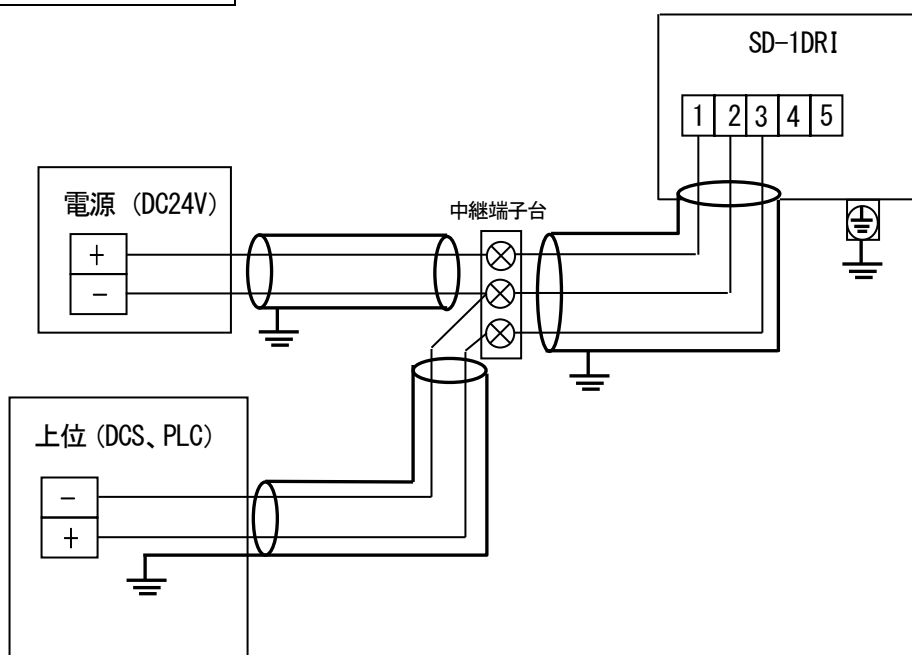 SD-1DRI
1 2 3 4 5
電源 (DC24V)
+
-
中継端子台
上位(DCS、PLC)
-
+